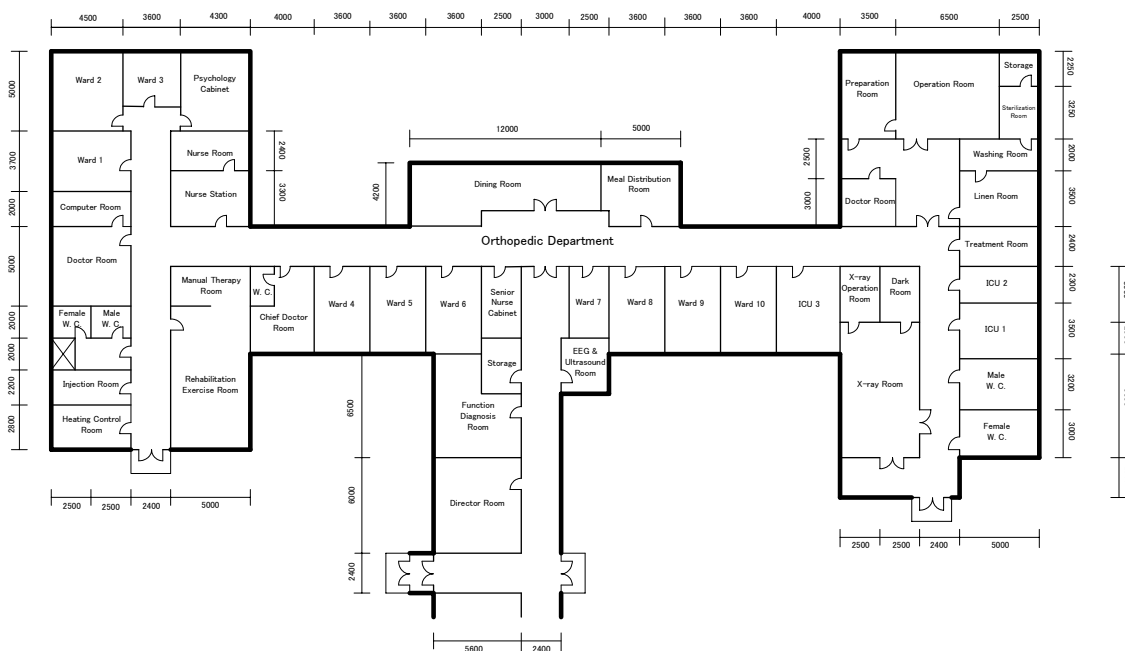 4500
3600
4300
4000
3600
3600
3600
2500
3000
2500
3600
3600
3600
4000
3500
6500
2500
5000
3700
2000
5000
2000
2000
2200
2800
Ward 2
Ward 3
Psychology
Cabinet
Ward 1
Nurse Room
Nurse Station
Computer Room
Doctor Room
Manual Therapy
Room
Female
W. C.
Male
W. C.
Injection Room
Heating Control
Room
Rehabilitation
Exercise Room
2400
3300
4200
12000
5000
Dining Room
Meal Distribution
Room
Orthopedic Department
W. C.
Chief Doctor
Room
Ward 4
Ward 5
Ward 6
Senior
Nurse
Cabinet
Storage
Ward 7
Ward 8
Ward 9
Ward 10
ICU 3
EEG &
Ultrasound
Room
Function
Diagnosis
Room
Director Room
6500
6000
2400
2500
3000
Preparation
Room
Operation Room
Storage
Sterilization
Room
Washing Room
Doctor Room
Linen Room
Treatment Room
X-ray
Operation
Room
Dark
Room
ICU 2
ICU 1
X-ray Room
Male
W. C.
Female
W. C.
2250
3250
2000
3500
2400
2300
3500
3200
3000
2500
2500
2400
5000
2500
2500
2400
5000
5600
2400